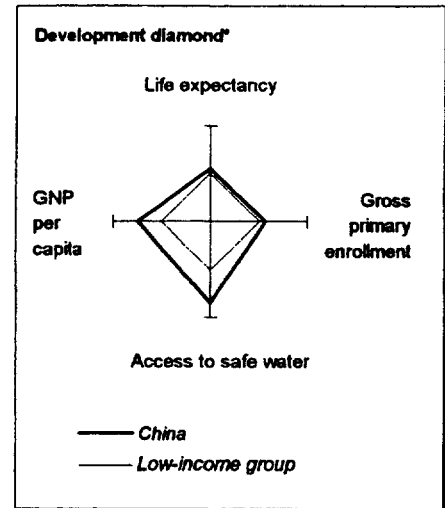 Development diamond*
Life expectancy
GNP
per
capita
Gross
primary
enrollment
Access to safe water
China
Low-income group